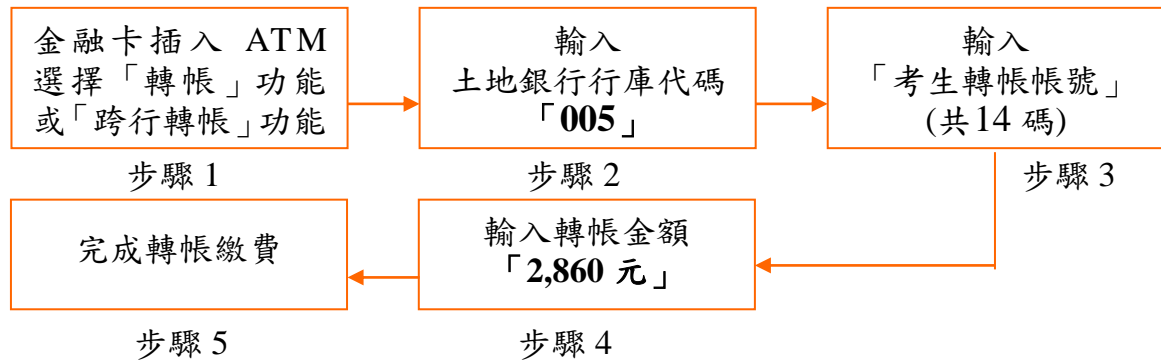 金融卡插入 ATM
選擇「轉帳」功能
或「跨行轉帳」功能
步驟 1
輸入
土地銀行行庫代碼
「005」
步驟 2
輸入
「考生轉帳帳號」
(共14 碼)
步驟 3
輸入轉帳金額
「2,860 元」
步驟 4
完成轉帳繳費
步驟 5